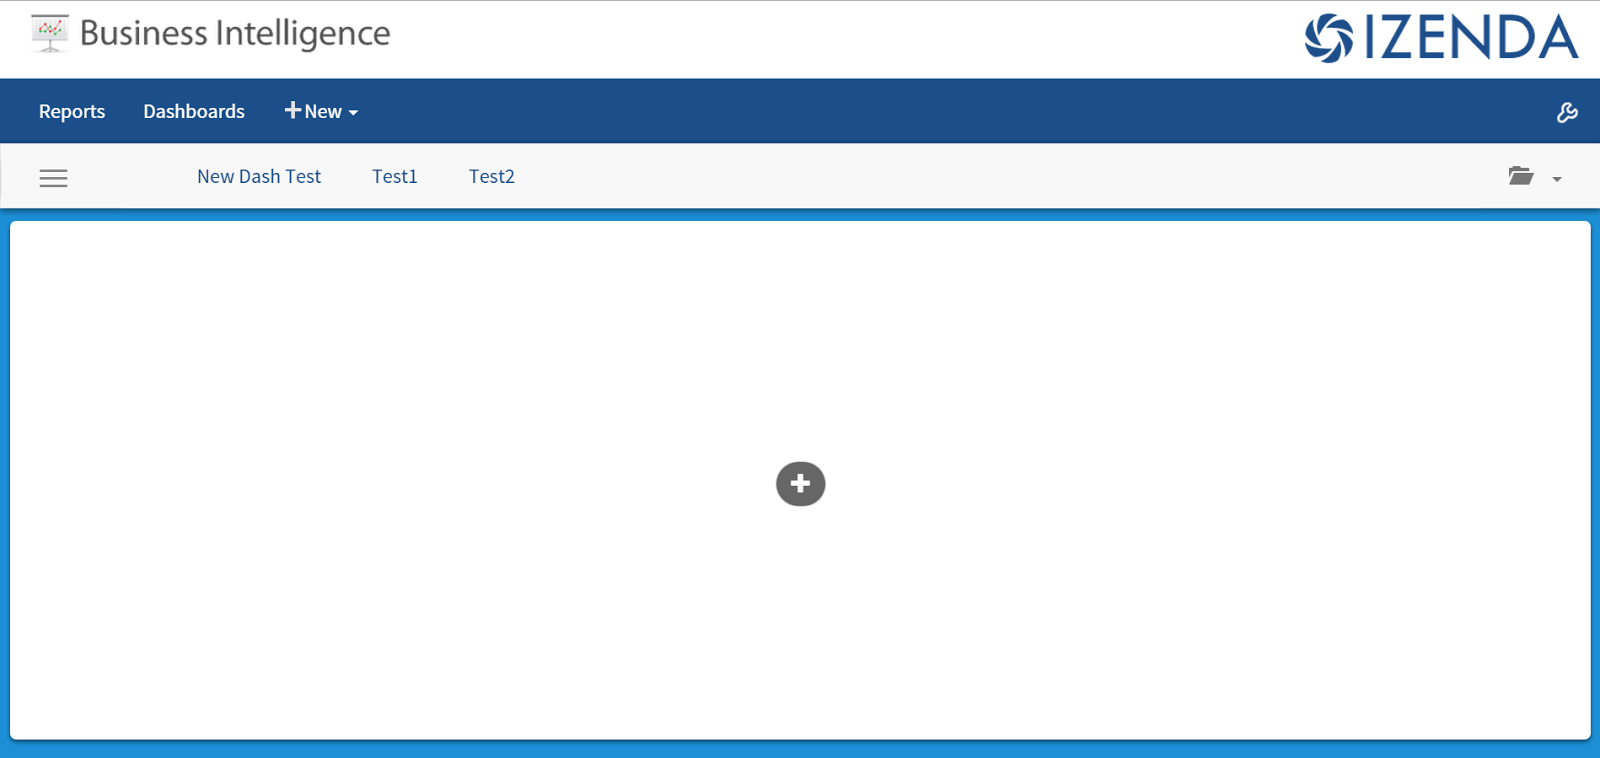 Business Intelligence
IZENDA
Reports Dashboards +New
New Dash Test Test1 Test2